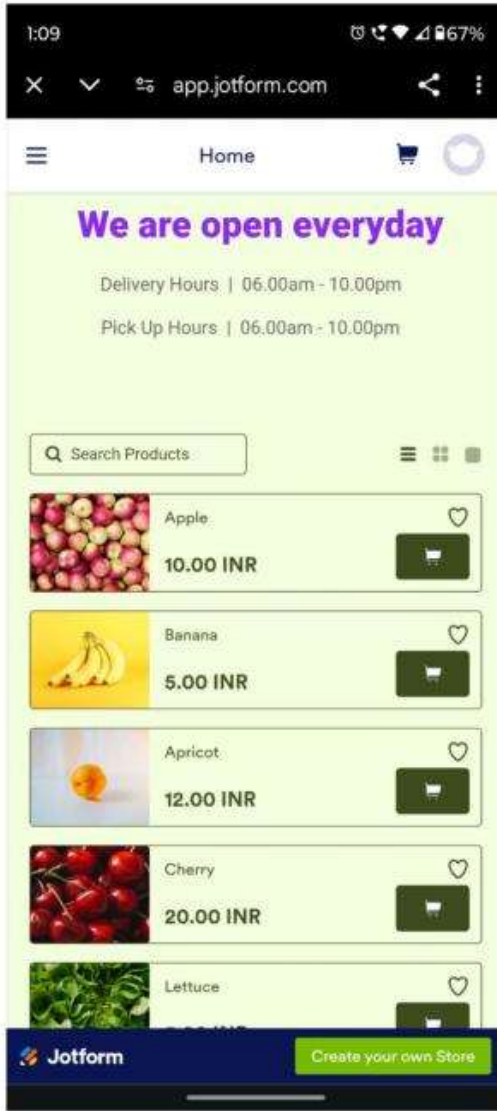 1:09
67%
app.jotform.com
Home
We are open everyday
Delivery Hours | 06.00am - 10.00pm
Pick Up Hours | 06.00am - 10.00pm
Search Products
Apple
10.00 INR
Banana
5.00 INR
Apricot
12.00 INR
Cherry
20.00 INR
Lettuce
Jotform
Create your own Store